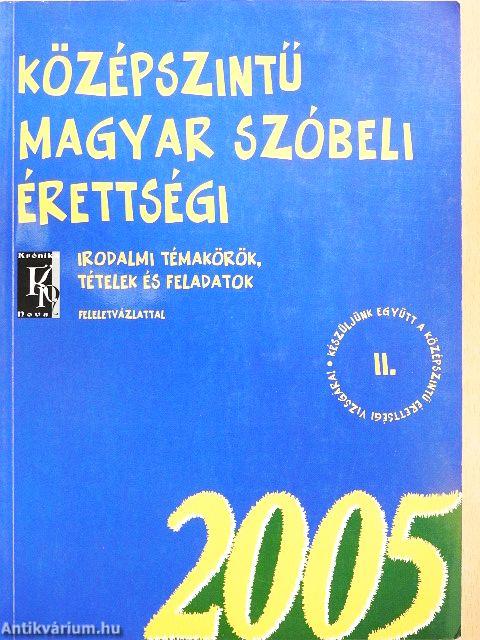 KÖZÉPSZINTŰ
MAGYAR SZÓBELI
ÉRETTSÉGI
Krónika
Nova
IRODALMI TÉMAKÖRÖK,
TÉTELEK ÉS FELADATOK
FELELETVÁZLATTAL
KÉSZÜLJÜNK EGYÜTT A KÖZÉPSZINTŰ ÉRETTSÉGI VIZSGÁRA! •
II.
2005
Antikvárium.hu